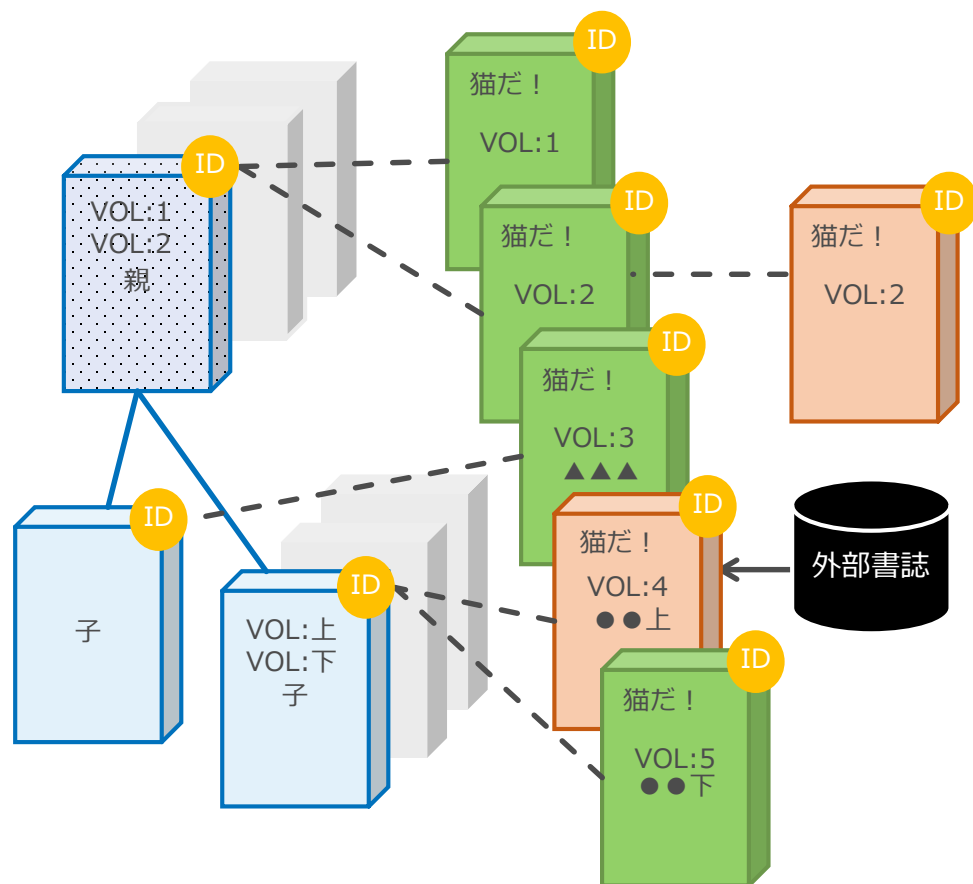 ID
猫だ！
VOL:1
ID
VOL:1
VOL:2
親
ID
猫だ！
VOL:2
ID
猫だ！
VOL:2
ID
猫だ！
VOL:3
▲▲▲
ID
子
ID
VOL:上
VOL:下
子
ID
猫だ！
VOL:4
●●上
外部書誌
ID
猫だ！
VOL:5
●●下